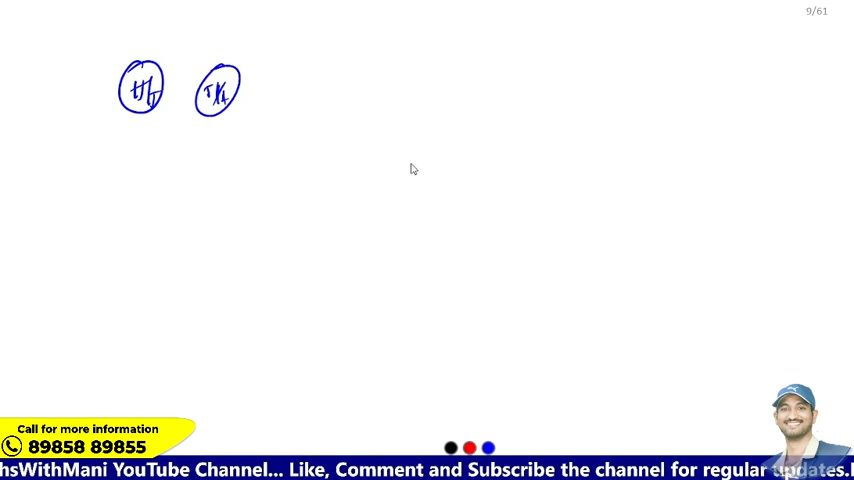 9/61
H/T
Call for more information
89858 89855
hsWithMani YouTube Channel... Like, Comment and Subscribe the channel for regular updates.